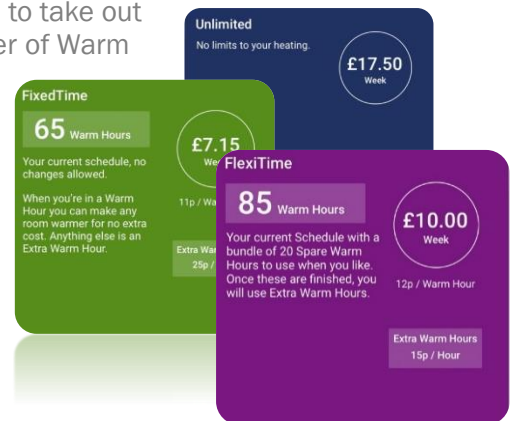 to take out
er of Warm
Unlimited
No limits to your heating.
£17.50
Week
FixedTime
65 Warm Hours
Your current schedule, no
changes allowed.
When you're in a Warm
Hour you can make any
room warmer for no extra
cost. Anything else is an
Extra Warm Hour.
£7.15
11p /
25p /
FlexiTime
85 Warm Hours
Your current Schedule with a
bundle of 20 Spare Warm
Hours to use when you like.
Once these are finished, you
will use Extra Warm Hours.
£10.00
Week
12p / Warm Hour
Extra Warm Hours
15p / Hour